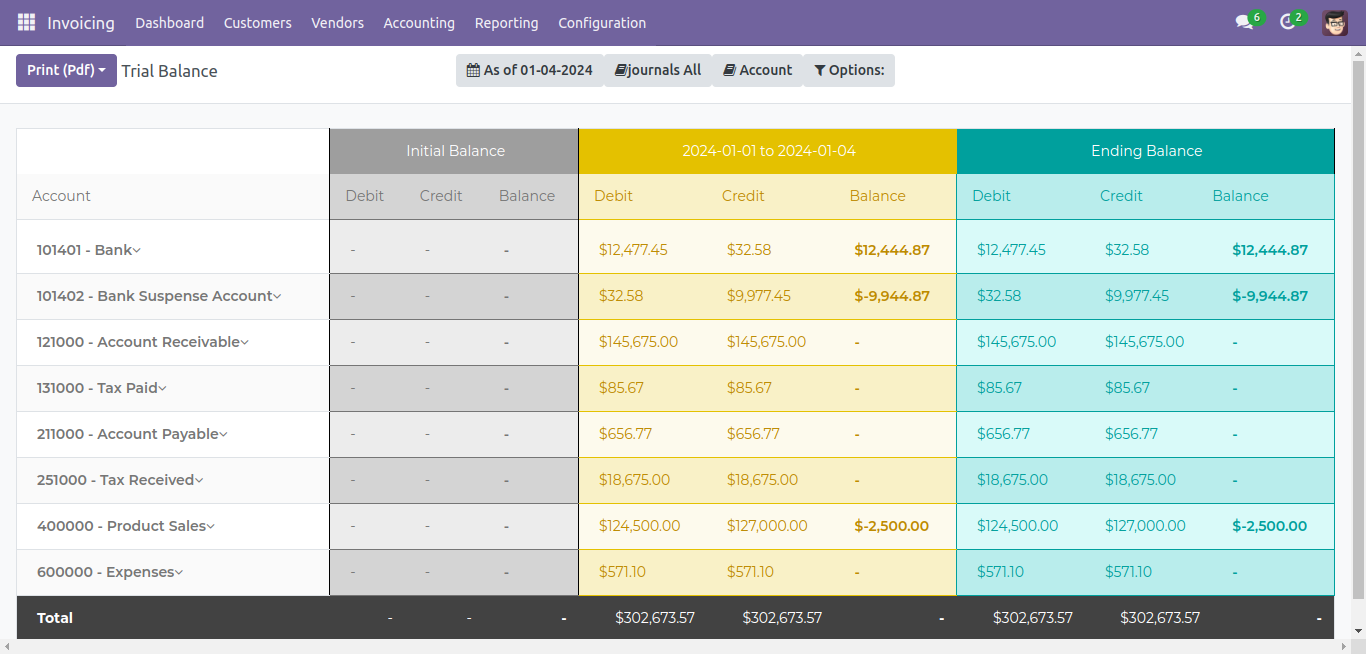 Invoicing Dashboard Customers Vendors Accounting Reporting Configuration 6 2
Print (Pdf) Trial Balance As of 01-04-2024 Journals All Account Options:
Initial Balance 2024-01-01 to 2024-01-04 Ending Balance
Account Debit Credit Balance Debit Credit Balance Debit Credit Balance
101401 - Bank - - - $12,477.45 $32.58 $12,444.87 $12,477.45 $32.58 $12,444.87
101402 - Bank Suspense Account - - - $32.58 $9,977.45 $-9,944.87 $32.58 $9,977.45 $-9,944.87
121000 - Account Receivable - - - $145,675.00 $145,675.00 - $145,675.00 $145,675.00 -
131000 - Tax Paid - - - $85.67 $85.67 - $85.67 $85.67 -
211000 - Account Payable - - - $656.77 $656.77 - $656.77 $656.77 -
251000 - Tax Received - - - $18,675.00 $18,675.00 - $18,675.00 $18,675.00 -
400000 - Product Sales - - - $124,500.00 $127,000.00 $-2,500.00 $124,500.00 $127,000.00 $-2,500.00
600000 - Expenses - - - $571.10 $571.10 - $571.10 $571.10 -
Total - - - $302,673.57 $302,673.57 - $302,673.57 $302,673.57 -